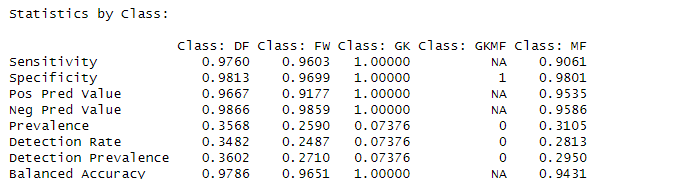 Statistics by Class:

                     Class: DF Class: FW Class: GK Class: GKMF Class: MF
Sensitivity             0.9760    0.9603   1.00000          NA    0.9061
Specificity             0.9813    0.9699   1.00000           1    0.9801
Pos Pred Value          0.9667    0.9177   1.00000          NA    0.9535
Neg Pred Value          0.9866    0.9859   1.00000          NA    0.9586
Prevalence              0.3568    0.2590   0.07376           0    0.3105
Detection Rate          0.3482    0.2487   0.07376           0    0.2813
Detection Prevalence    0.3602    0.2710   0.07376           0    0.2950
Balanced Accuracy       0.9786    0.9651   1.00000          NA    0.9431